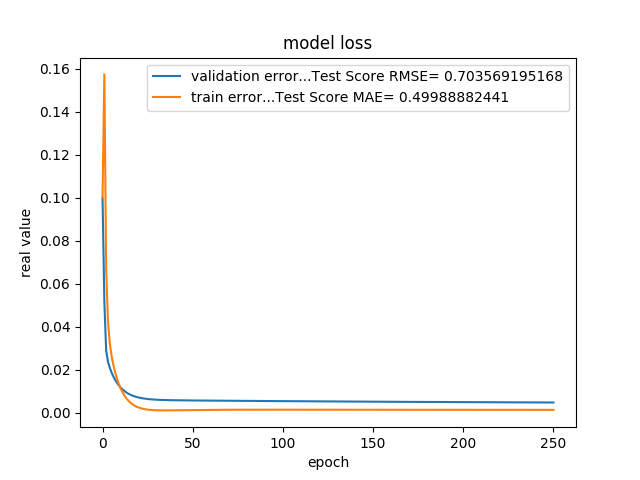 model loss
validation error...Test Score RMSE= 0.703569195168
train error...Test Score MAE= 0.49988882441
0.16
0.14
0.12
0.10
0.08
0.06
0.04
0.02
0.00
real value
0 50 100 150 200 250
epoch